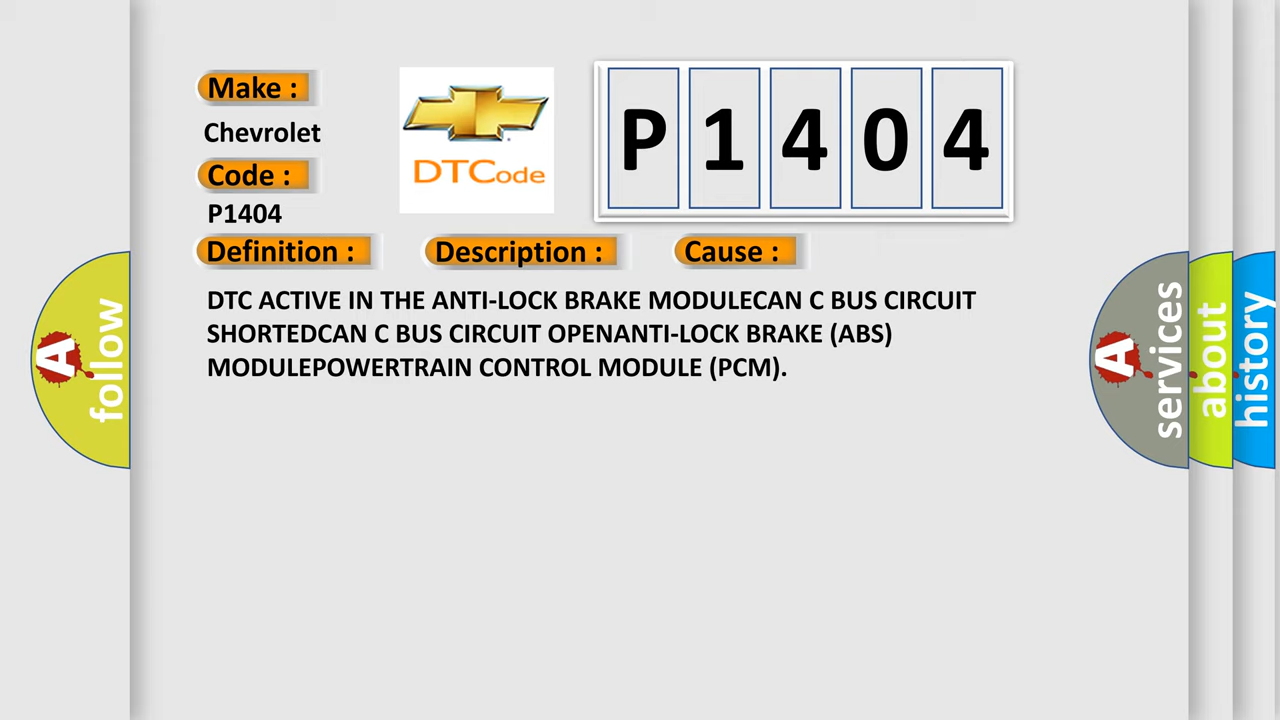 Make :
Chevrolet
Code :
P1404
DTCode
P 1 4 0 4
Definition :
Description :
Cause :
DTC ACTIVE IN THE ANTI-LOCK BRAKE MODULECAN C BUS CIRCUIT
SHORTEDCAN C BUS CIRCUIT OPENANTI-LOCK BRAKE (ABS)
MODULEPOWERTRAIN CONTROL MODULE (PCM).
A follow
A services
about
history